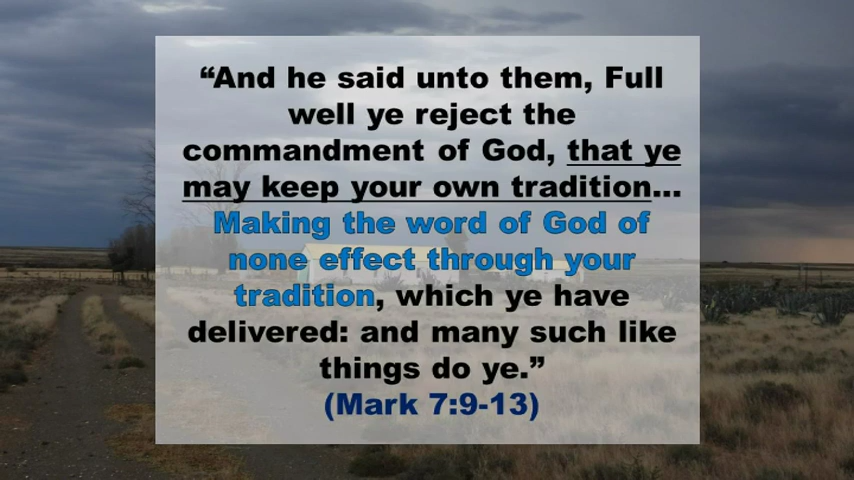 “And he said unto them, Full
well ye reject the
commandment of God, that ye
may keep your own tradition...
Making the word of God of
none effect through your
tradition, which ye have
delivered: and many such like
things do ye.”
(Mark 7:9-13)